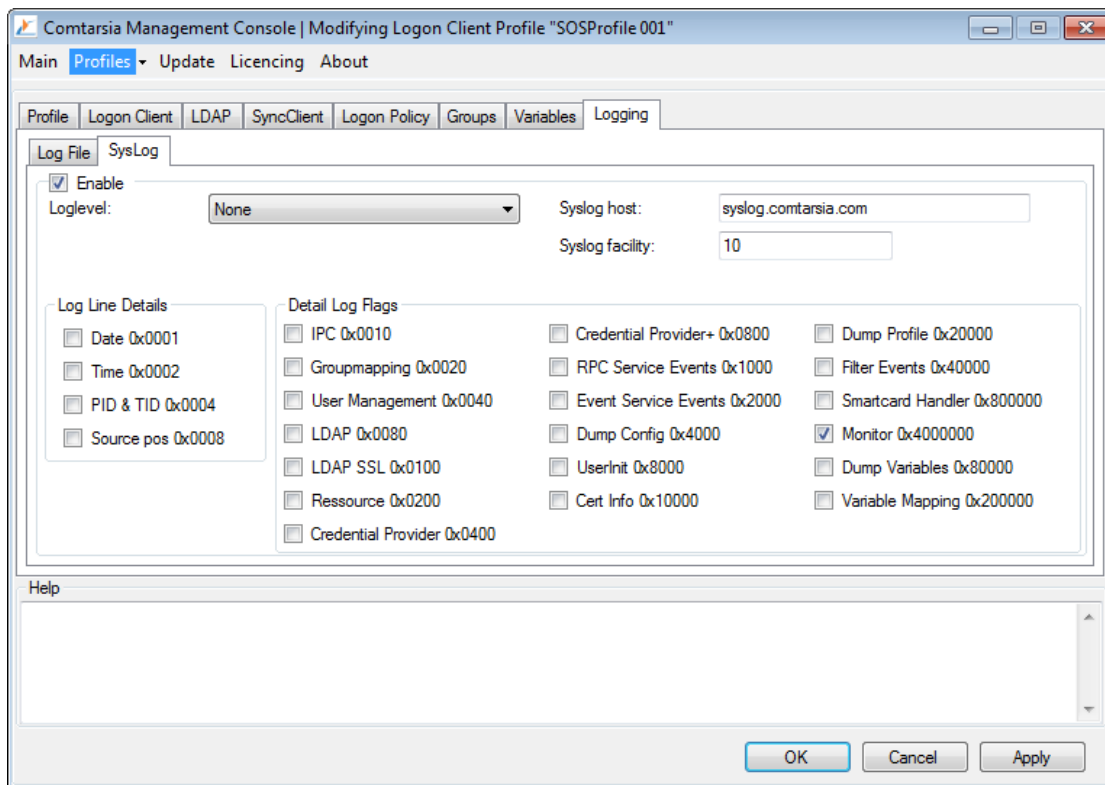 Comtarsia Management Console | Modifying Logon Client Profile "SOSProfile 001"
Main Profiles Update Licencing About
Profile Logon Client LDAP SyncClient Logon Policy Groups Variables Logging
Log File SysLog
Enable
Loglevel: None Syslog host: syslog.comtarsia.com
Syslog facility: 10
Log Line Details
Date 0x0001
Time 0x0002
PID & TID 0x0004
Source pos 0x0008
Detail Log Flags
IPC 0x0010
Groupmapping 0x0020
User Management 0x0040
LDAP 0x0080
LDAP SSL 0x0100
Ressource 0x0200
Credential Provider 0x0400
Credential Provider+ 0x0800
RPC Service Events 0x1000
Event Service Events 0x2000
Dump Config 0x4000
UserInit 0x8000
Cert Info 0x10000
Dump Profile 0x20000
Filter Events 0x40000
Smartcard Handler 0x800000
Monitor 0x4000000
Dump Variables 0x80000
Variable Mapping 0x200000
Help
OK Cancel Apply